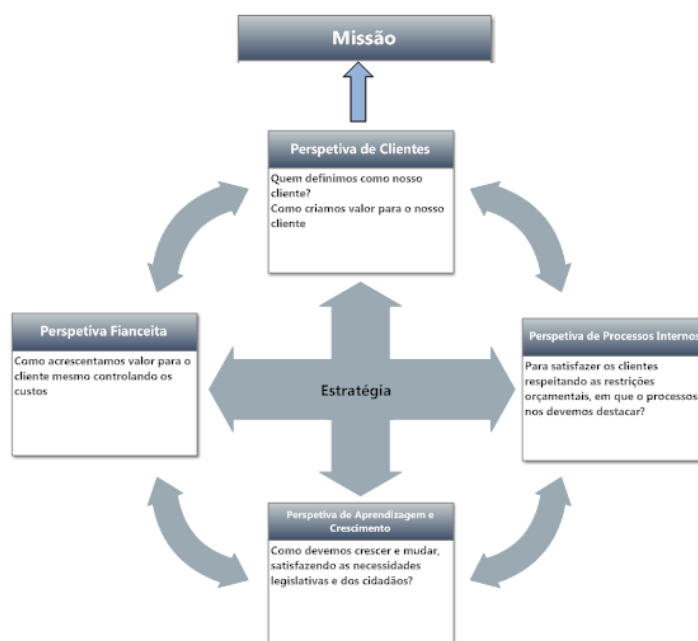 Missão
Perspetiva de Clientes
Quem definimos como nosso
cliente?
Como criamos valor para o nosso
cliente
Perspetiva Fianceita
Como acrescentamos valor para o
cliente mesmo controlando os
custos
Estratégia
Perspetiva de Processos Internos
Para satisfazer os clientes
respeitando as restrições
orçamentais, em que o processos
nos devemos destacar?
Perspetiva de Aprendizagem e
Crescimento
Como devemos crescer e mudar,
satisfazendo as necessidades
legislativas e dos cidadãos?